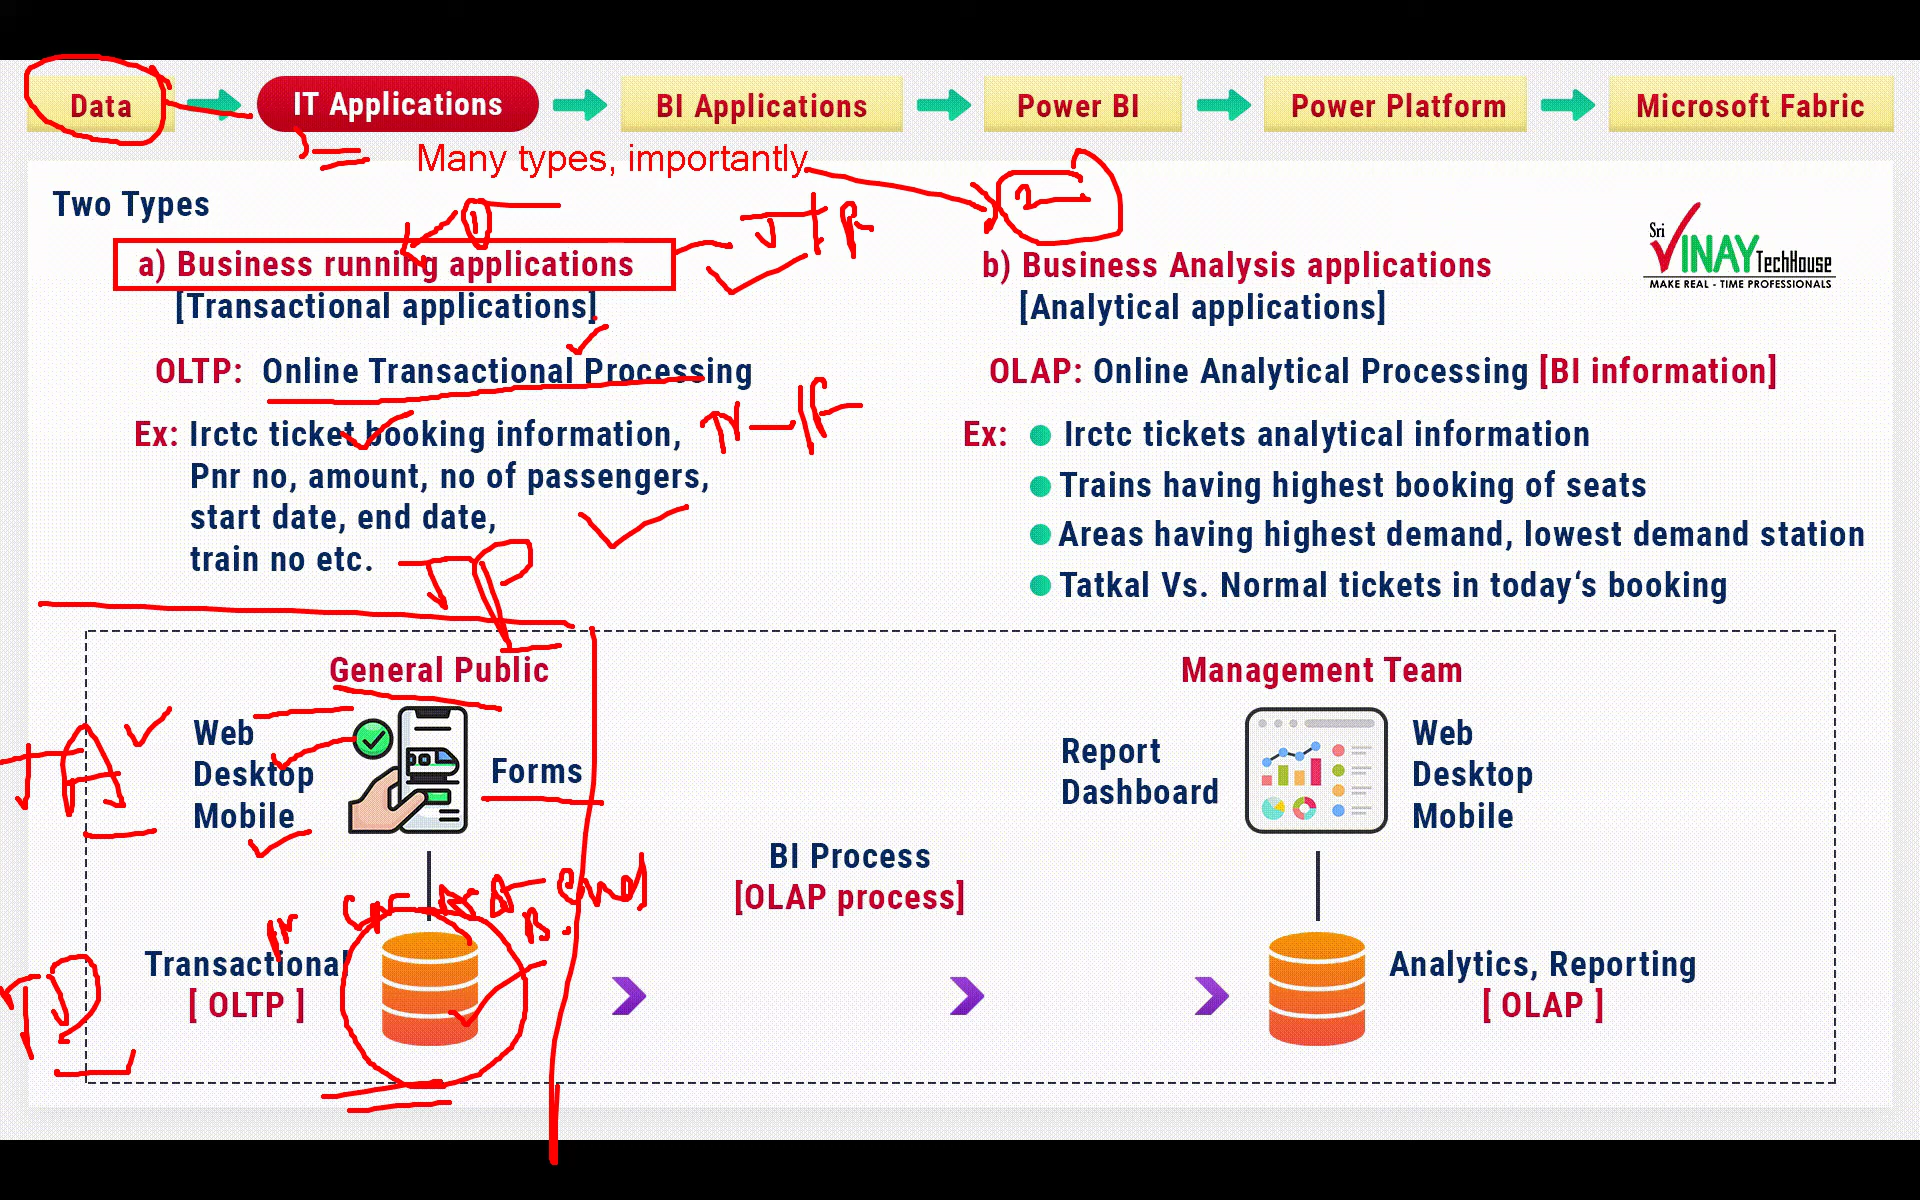 Data
IT Applications
BI Applications
Power BI
Power Platform
Microsoft Fabric
Many types, importantly
2
Two Types
1
a) Business running applications
[Transactional applications]
OLTP: Online Transactional Processing
Ex: Irctc ticket booking information,
Pnr no, amount, no of passengers,
start date, end date,
train no etc.
b) Business Analysis applications
[Analytical applications]
OLAP: Online Analytical Processing [BI information]
Ex: Irctc tickets analytical information
Trains having highest booking of seats
Areas having highest demand, lowest demand station
Tatkal Vs. Normal tickets in today‘s booking
Sri
VINAY TechHouse
MAKE REAL - TIME PROFESSIONALS
General Public
Web
Desktop
Mobile
Forms
TA
Transactional
[ OLTP ]
TD
BI Process
[OLAP process]
Management Team
Report
Dashboard
Web
Desktop
Mobile
Analytics, Reporting
[ OLAP ]